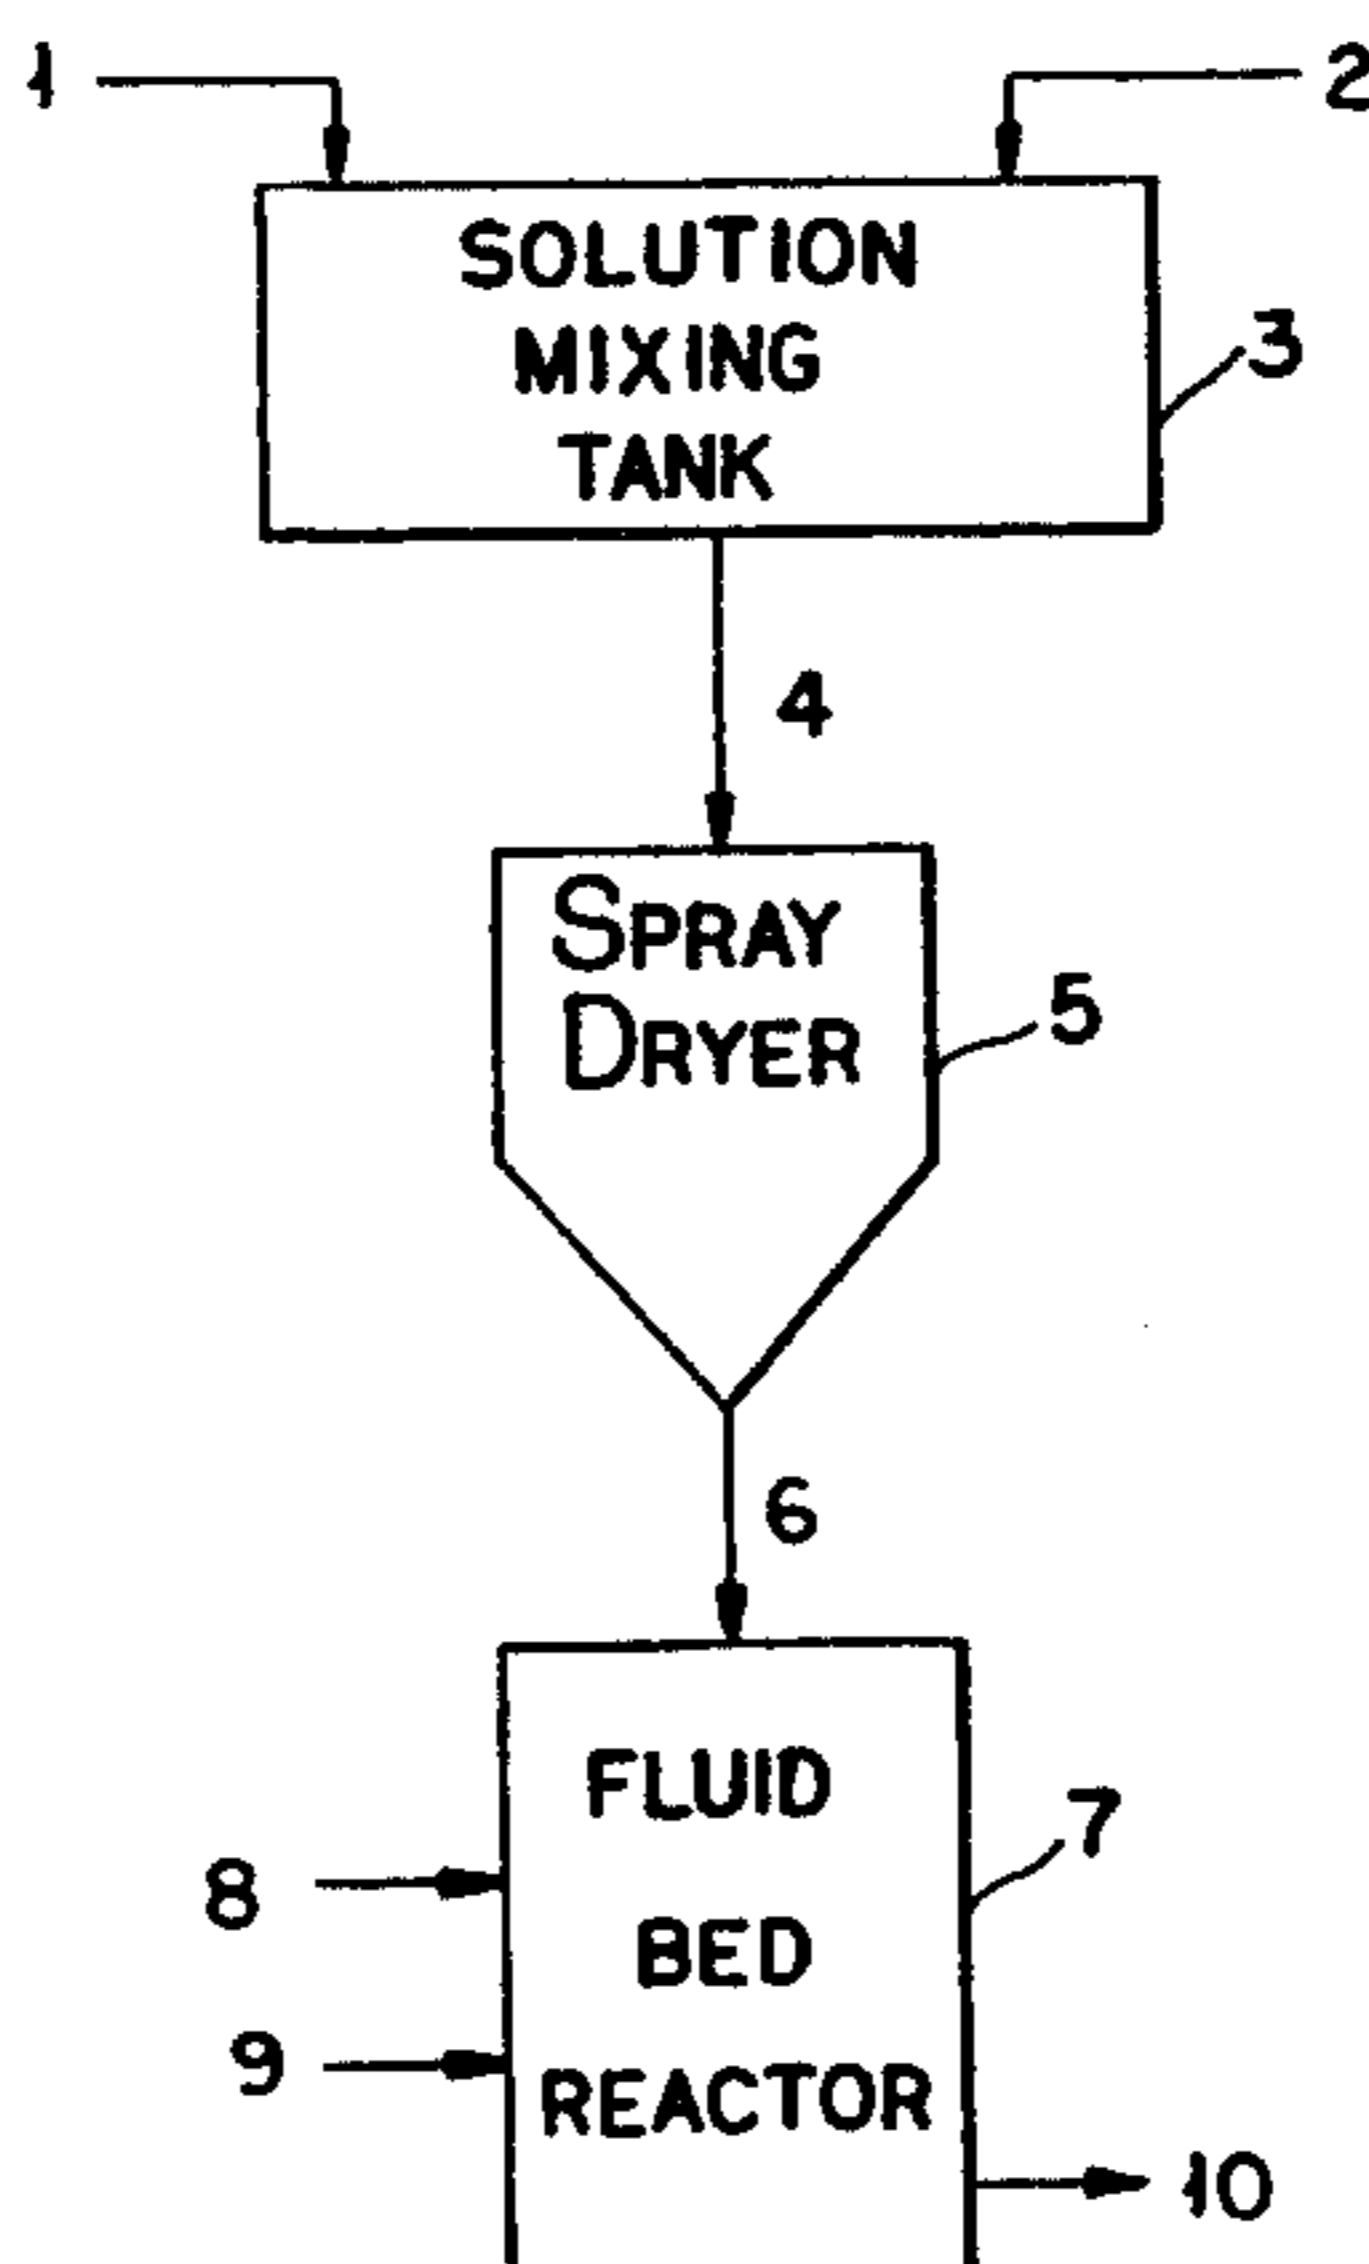 1
2
SOLUTION
MIXING
TANK
3
4
SPRAY
DRYER
5
6
FLUID
BED
REACTOR
7
8
9
10